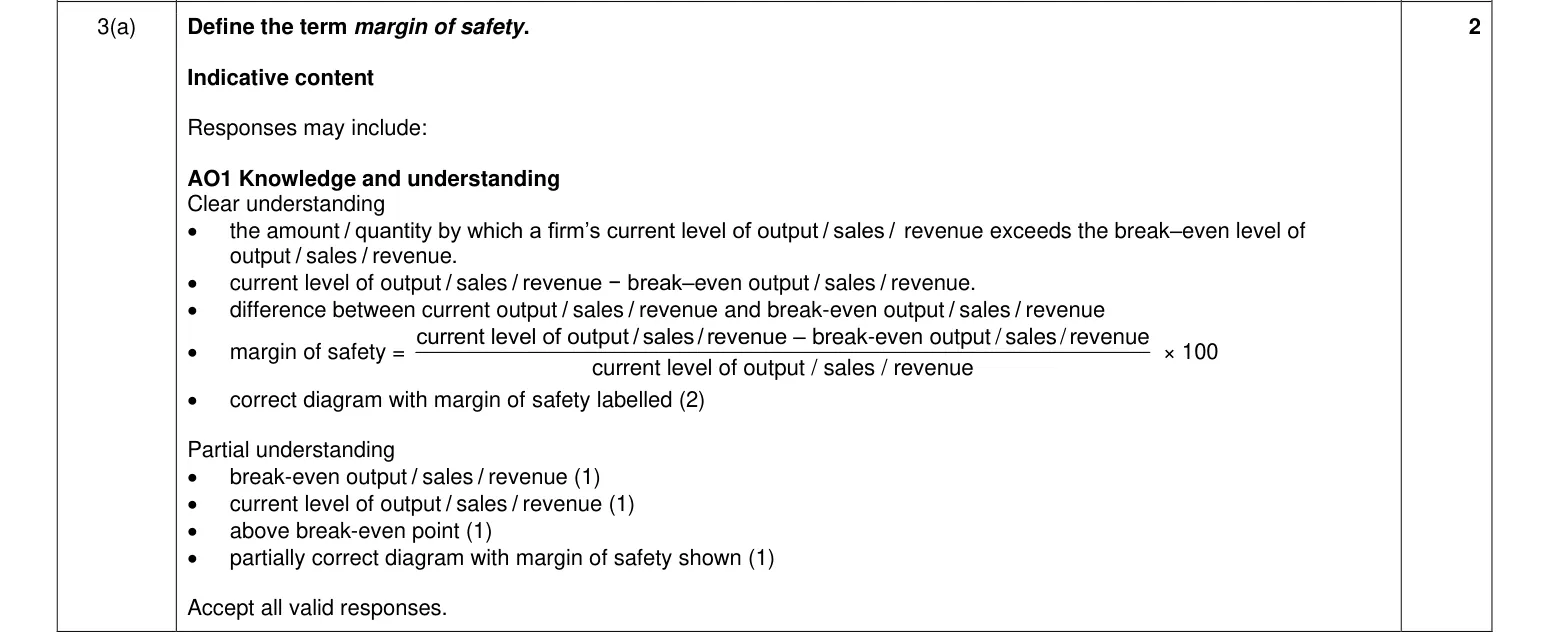 3(a) Define the term margin of safety. 2
Indicative content
Responses may include:
AO1 Knowledge and understanding
Clear understanding
• the amount / quantity by which a firm’s current level of output / sales / revenue exceeds the break–even level of
output / sales / revenue.
• current level of output / sales / revenue − break–even output / sales / revenue.
• difference between current output / sales / revenue and break-even output / sales / revenue
current level of output / sales / revenue – break-even output / sales / revenue
• margin of safety = × 100
current level of output / sales / revenue
• correct diagram with margin of safety labelled (2)
Partial understanding
• break-even output / sales / revenue (1)
• current level of output / sales / revenue (1)
• above break-even point (1)
• partially correct diagram with margin of safety shown (1)
Accept all valid responses.